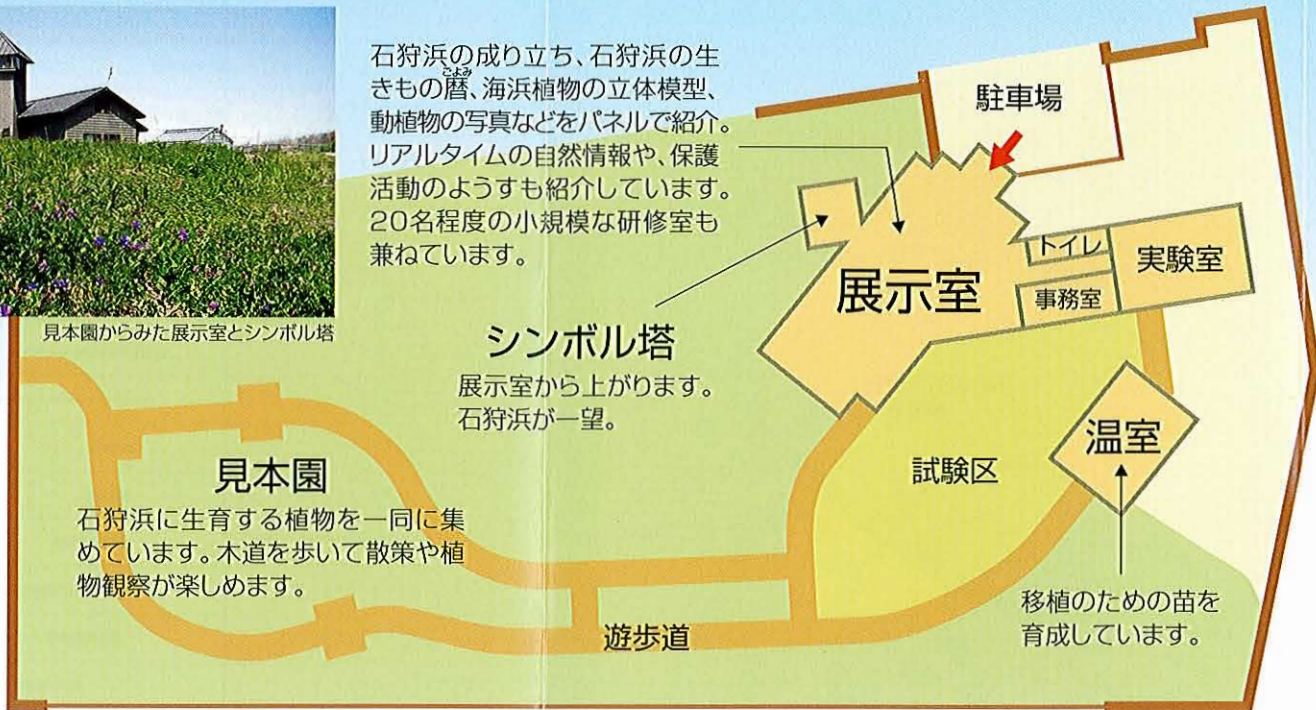 石狩浜の成り立ち、石狩浜の生
きもの暦、海浜植物の立体模型、
動植物の写真などをパネルで紹介。
リアルタイムの自然情報や、保護
活動のようすも紹介しています。
20名程度の小規模な研修室も
兼ねています。
こよみ
見本園からみた展示室とシンボル塔
駐車場
展示室
トイレ
実験室
事務室
シンボル塔
展示室から上がります。
石狩浜が一望。
見本園
石狩浜に生育する植物を一同に集
めています。木道を歩いて散策や植
物観察が楽しめます。
試験区
温室
移植のための苗を
育成しています。
遊歩道